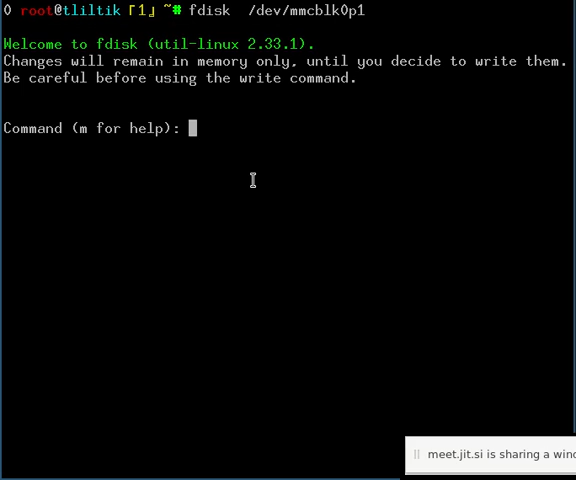 0 root@tliltik「1」~# fdisk  /dev/mmcblk0p1
Welcome to fdisk (util-linux 2.33.1).
Changes will remain in memory only, until you decide to write them.
Be careful before using the write command.
Command (m for help):
meet.jit.si is sharing a